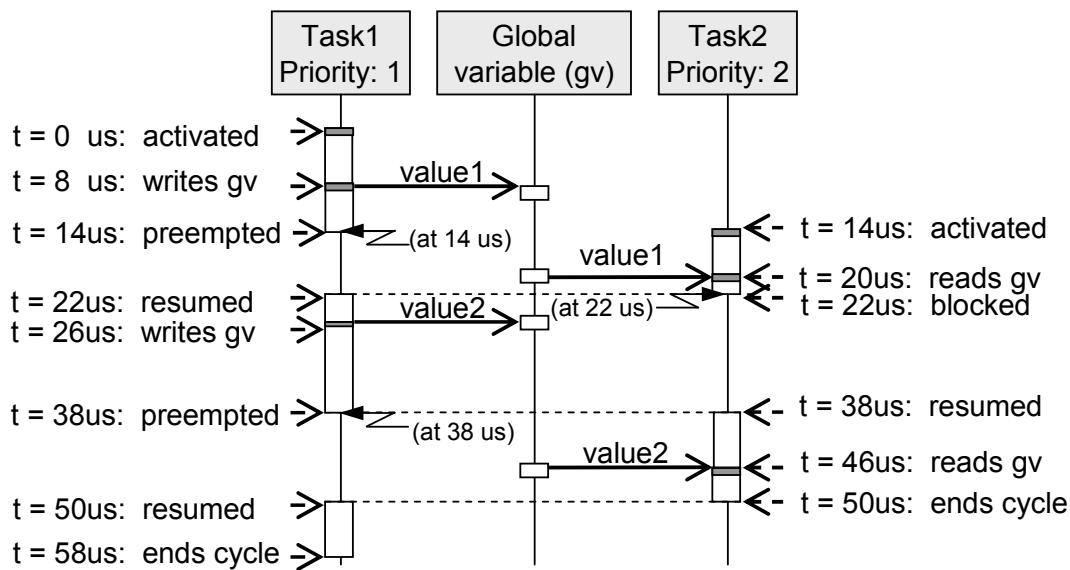 Task1
Priority: 1
Global
variable (gv)
Task2
Priority: 2
t = 0 us: activated
t = 8 us: writes gv
value1
t = 14us: preempted
(at 14 us)
t = 14us: activated
value1
t = 20us: reads gv
t = 22us: resumed
value2
(at 22 us)
t = 22us: blocked
t = 26us: writes gv
t = 38us: preempted
(at 38 us)
t = 38us: resumed
value2
t = 46us: reads gv
t = 50us: resumed
t = 50us: ends cycle
t = 58us: ends cycle